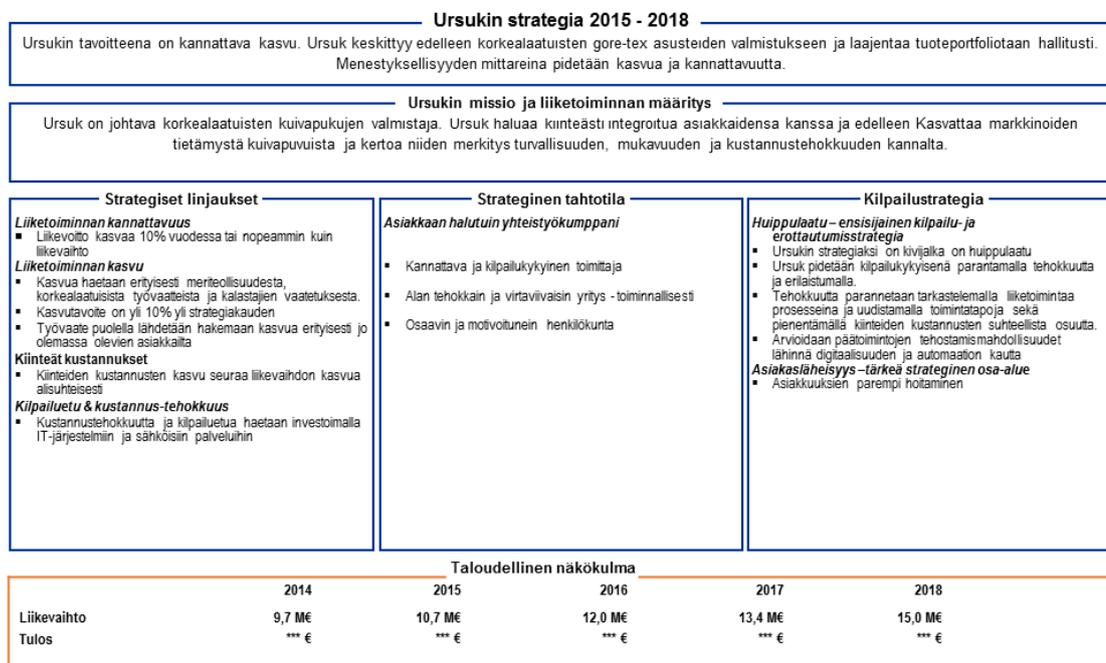 Ursukin strategia 2015 - 2018
Ursukin tavoitteena on kannattava kasvu. Ursuk keskittyy edelleen korkealaatuisten gore-tex asusteiden valmistukseen ja laajentaa tuoteportfoliotaan hallitusti.
Menestyksellisyyden mittareina pidetään kasvua ja kannattavuutta.
Ursukin missio ja liiketoiminnan määritys
Ursuk on johtava korkealaatuisten kuivapukujen valmistaja. Ursuk haluaa kiinteästi integroitua asiakkaidensa kanssa ja edelleen Kasvattaa markkinoiden
tietämystä kuivapuvuista ja kertoa niiden merkitys turvallisuuden, mukavuuden ja kustannustehokkuuden kannalta.
Strategiset linjaukset
Liiketoiminnan kannattavuus
▪ Liikevoitto kasvaa 10% vuodessa tai nopeammin kuin
liikevaihto
Liiketoiminnan kasvu
▪ Kasvua haetaan erityisesti meriteollisuudesta,
korkealaatuisista työvaatteista ja kalastajien vaatetuksesta.
▪ Kasvutavoite on yli 10% yli strategiakauden
▪ Työvaate puolella lähdetään hakemaan kasvua erityisesti jo
olemassa olevien asiakkailta
Kiinteät kustannukset
▪ Kiinteiden kustannusten kasvu seuraa liikevaihdon kasvua
alisuhteisesti
Kilpailuetu & kustannus-tehokkuus
▪ Kustannustehokkuutta ja kilpailuetua haetaan investoimalla
IT-järjestelmiin ja sähköisiin palveluihin
Strateginen tahtotila
Asiakkaan halutuin yhteistyökumppani
▪ Kannattava ja kilpailukykyinen toimittaja
▪ Alan tehokkain ja virtaviivaisin yritys - toiminnallisesti
▪ Osaavin ja motivoitunein henkilökunta
Kilpailustrategia
Huippulaatu – ensisijainen kilpailu- ja
erottautumisstrategia
▪ Ursukin strategiaksi on kivijalka on huippulaatu
▪ Ursuk pidetään kilpailukykyisenä parantamalla tehokkuutta
ja erilaistumalla.
▪ Tehokkuutta parannetaan tarkastelemalla liiketoimintaa
prosesseina ja uudistamalla toimintatapoja sekä
pienentämällä kiinteiden kustannusten suhteellista osuutta.
▪ Arvioidaan päätoimintojen tehostamismahdollisuudet
lähinnä digitaalisuuden ja automaation kautta
Asiakasläheisyys –tärkeä strateginen osa-alue
▪ Asiakkuuksien parempi hoitaminen
Taloudellinen näkökulma
2014 2015 2016 2017 2018
Liikevaihto 9,7 M€ 10,7 M€ 12,0 M€ 13,4 M€ 15,0 M€
Tulos *** € *** € *** € *** € *** €